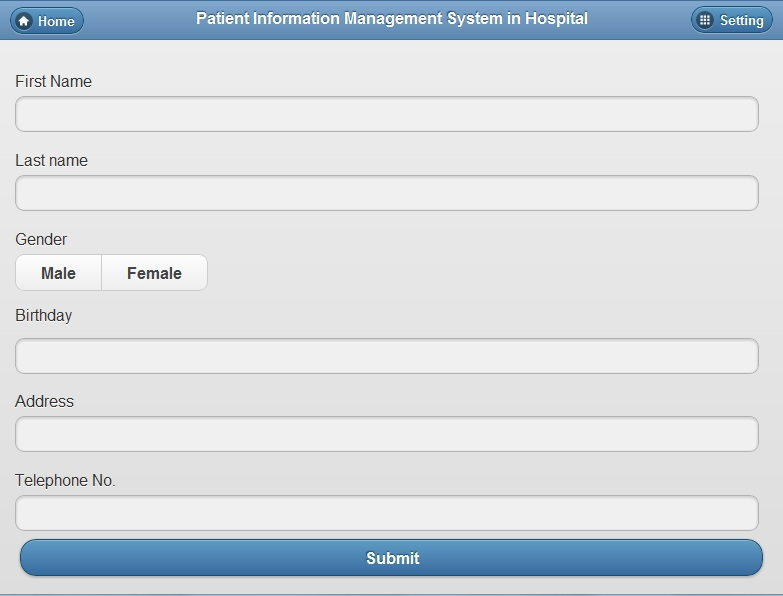 Home
Patient Information Management System in Hospital
Setting
First Name
Last name
Gender
Male Female
Birthday
Address
Telephone No.
Submit